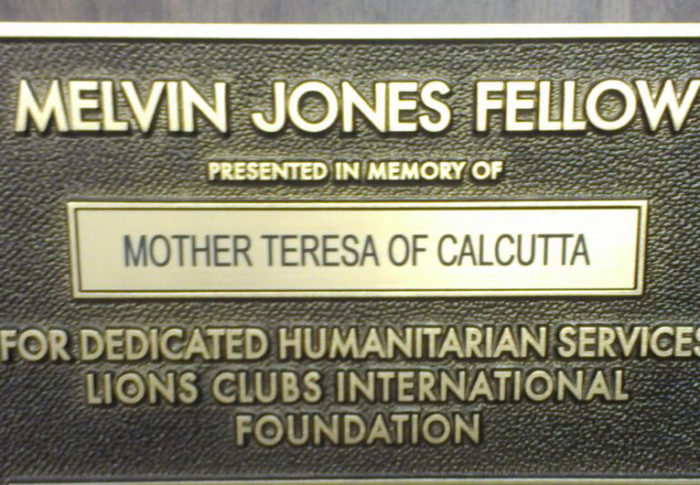 MELVIN JONES FELLOW
PRESENTED IN MEMORY OF
MOTHER TERESA OF CALCUTTA
FOR DEDICATED HUMANITARIAN SERVICES
LIONS CLUBS INTERNATIONAL
FOUNDATION